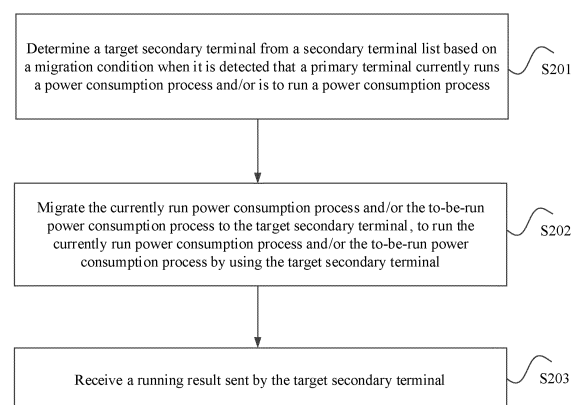 Determine a target secondary terminal from a secondary terminal list based on
a migration condition when it is detected that a primary terminal currently runs
a power consumption process and/or is to run a power consumption process
S201
Migrate the currently run power consumption process and/or the to-be-run
power consumption process to the target secondary terminal, to run the
currently run power consumption process and/or the to-be-run power
consumption process by using the target secondary terminal
S202
Receive a running result sent by the target secondary terminal
S203